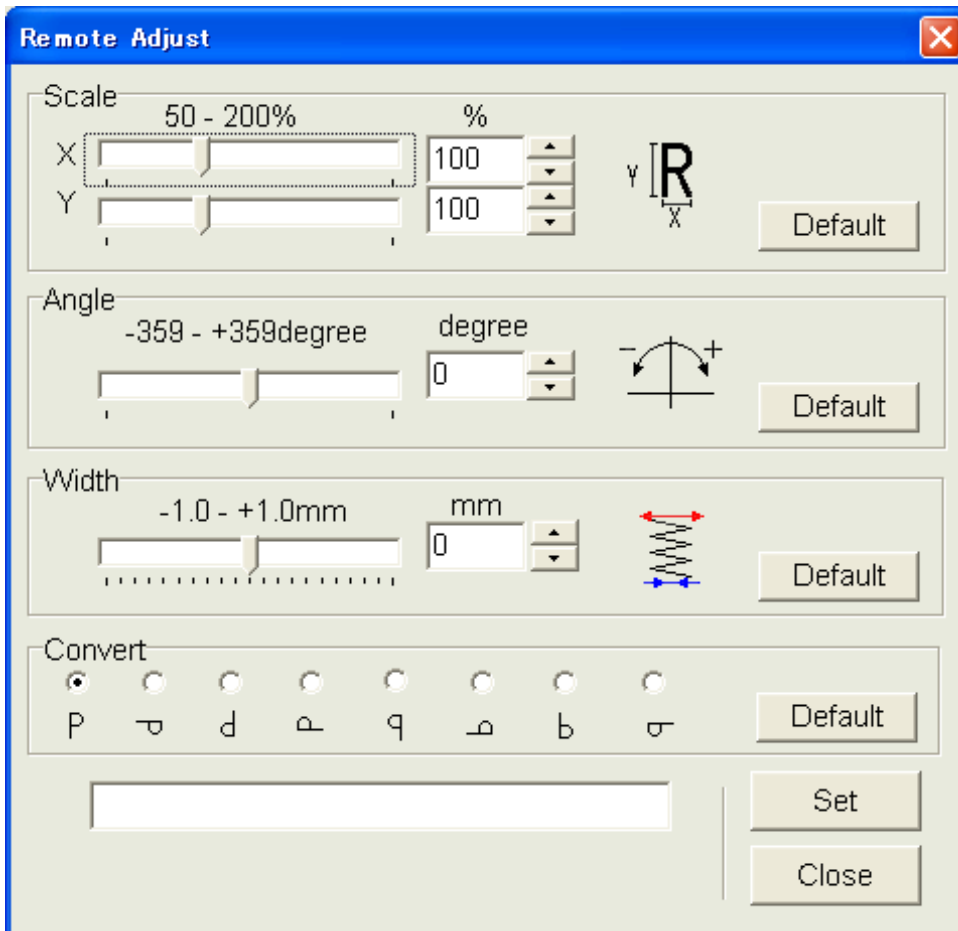 Remote Adjust
Scale
50 - 200%
%
X
100
Y
100
Y
R
X
Default
Angle
-359 - +359degree
degree
0
- +
Default
Width
-1.0 - +1.0mm
mm
0
Default
Convert
P
Default
Set
Close